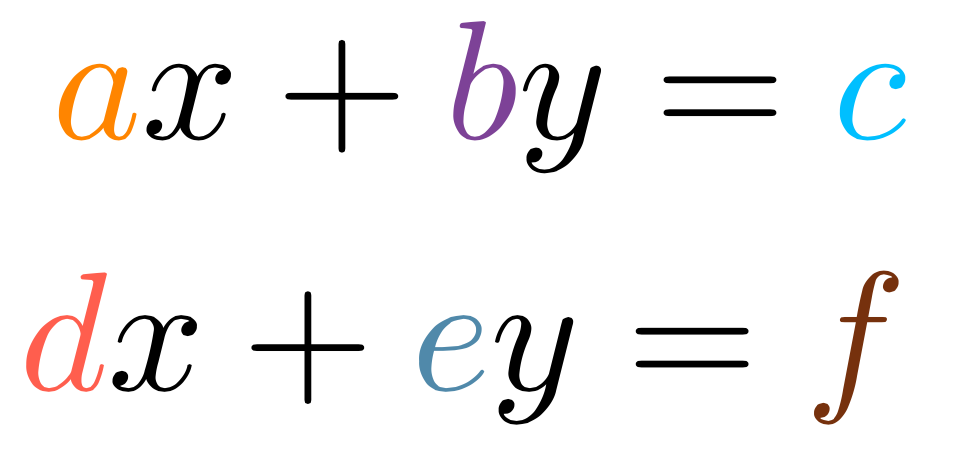 ax + by = c
dx + ey = f